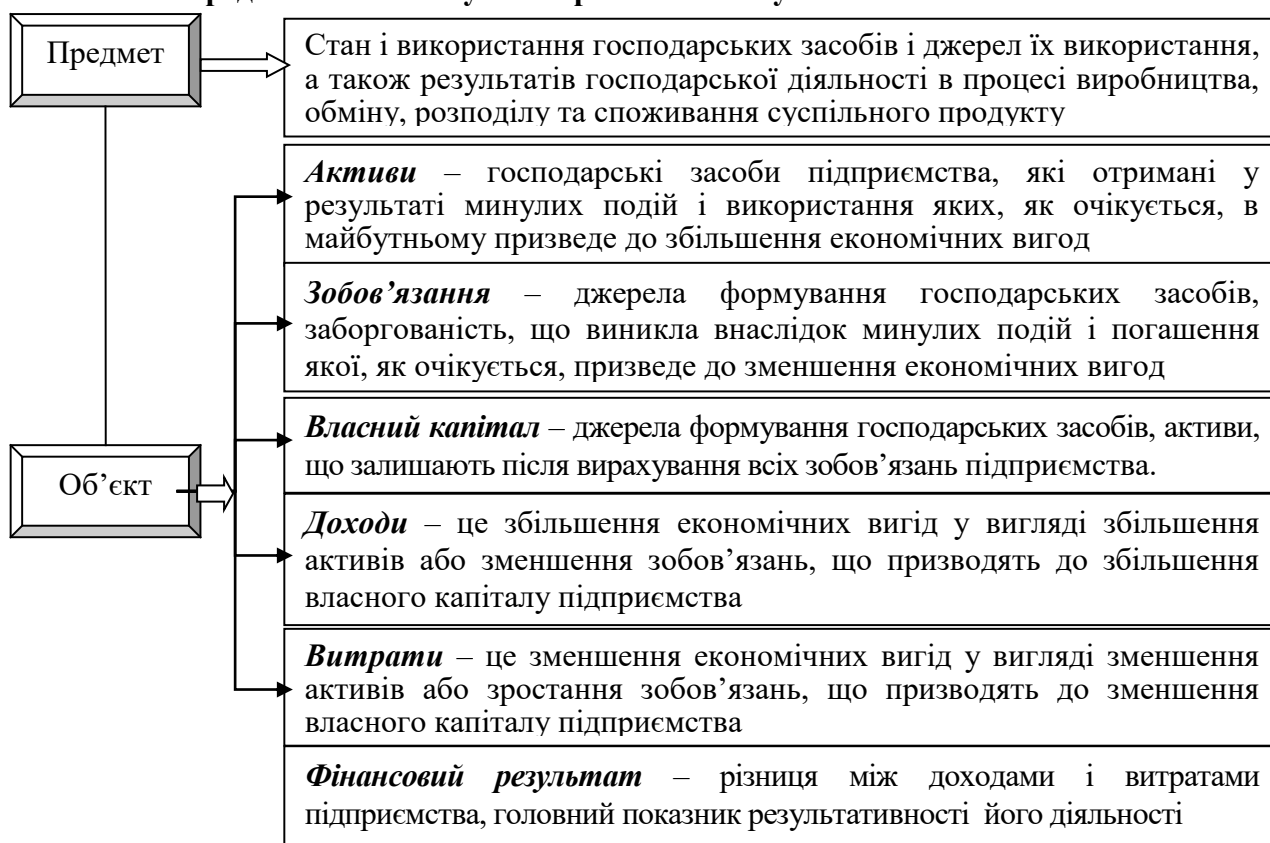 Предмет
Стан і використання господарських засобів і джерел їх використання,
а також результатів господарської діяльності в процесі виробництва,
обміну, розподілу та споживання суспільного продукту
Активи – господарські засоби підприємства, які отримані у
результаті минулих подій і використання яких, як очікується, в
майбутньому призведе до збільшення економічних вигод
Зобов’язання – джерела формування господарських засобів,
заборгованість, що виникла внаслідок минулих подій і погашення
якої, як очікується, призведе до зменшення економічних вигод
Власний капітал – джерела формування господарських засобів, активи,
що залишають після вирахування всіх зобов’язань підприємства.
Об’єкт
Доходи – це збільшення економічних вигід у вигляді збільшення
активів або зменшення зобов’язань, що призводять до збільшення
власного капіталу підприємства
Витрати – це зменшення економічних вигід у вигляді зменшення
активів або зростання зобов’язань, що призводять до зменшення
власного капіталу підприємства
Фінансовий результат – різниця між доходами і витратами
підприємства, головний показник результативності його діяльності